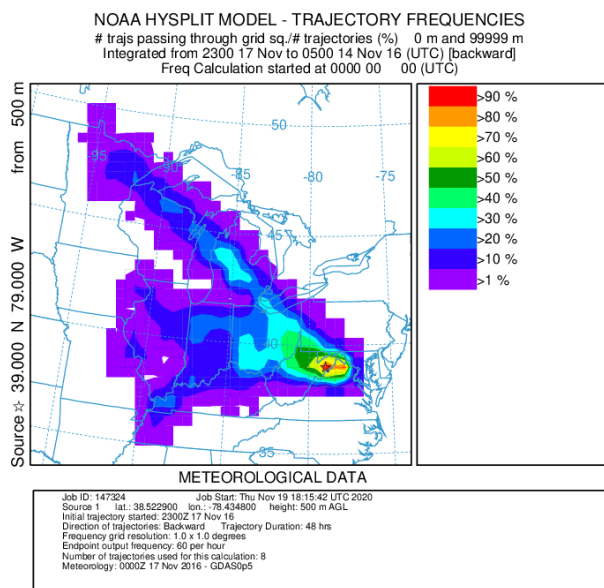 NOAA HYSPLIT MODEL - TRAJECTORY FREQUENCIES
# trajs passing through grid sq./# trajectories (%) 0 m and 99999 m
Integrated from 2300 17 Nov to 0500 14 Nov 16 (UTC) [backward]
Freq Calculation started at 0000 00 00 (UTC)
Source ☆ 39.000 N 79.000 W from 500 m
50
-95
-90
-85
-80
-75
45
40
35
>90 %
>80 %
>70 %
>60 %
>50 %
>40 %
>30 %
>20 %
>10 %
>1 %
METEOROLOGICAL DATA
Job ID: 147324 Job Start: Thu Nov 19 18:15:42 UTC 2020
Source 1 lat.: 38.522900 lon.: -78.434800 height: 500 m AGL
Initial trajectory started: 2300Z 17 Nov 16
Direction of trajectories: Backward Trajectory Duration: 48 hrs
Frequency grid resolution: 1.0 x 1.0 degrees
Endpoint output frequency: 60 per hour
Number of trajectories used for this calculation: 8
Meteorology: 0000Z 17 Nov 2016 - GDAS0p5